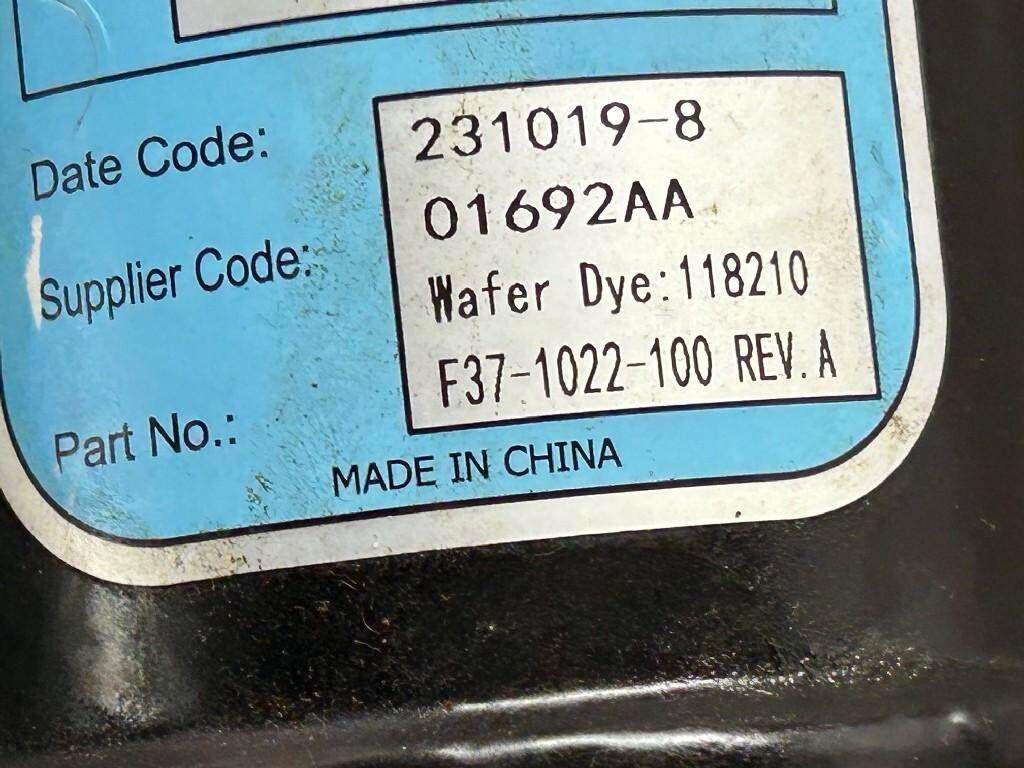 Date Code: 231019-8
Supplier Code: 01692AA
Wafer Dye:118210
Part No.: F37-1022-100 REV.A
MADE IN CHINA